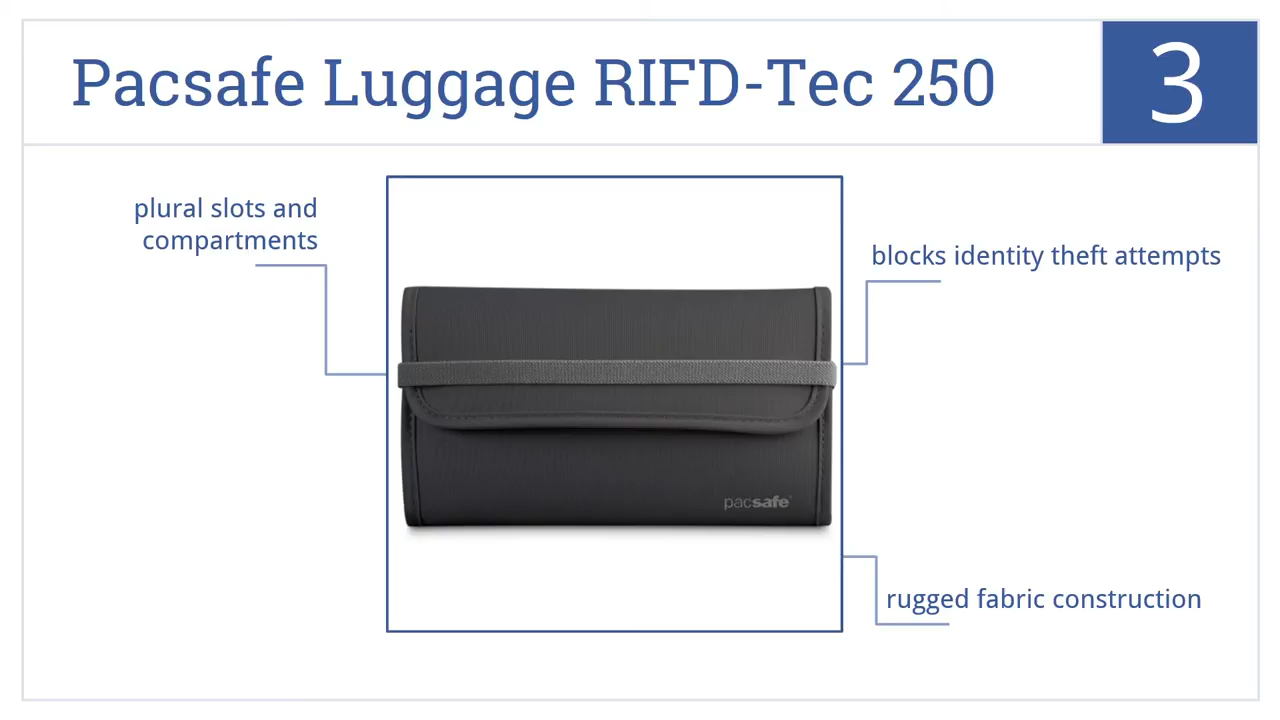 Pacsafe Luggage RIFD-Tec 250
3
plural slots and
compartments
blocks identity theft attempts
pacsafe
rugged fabric construction